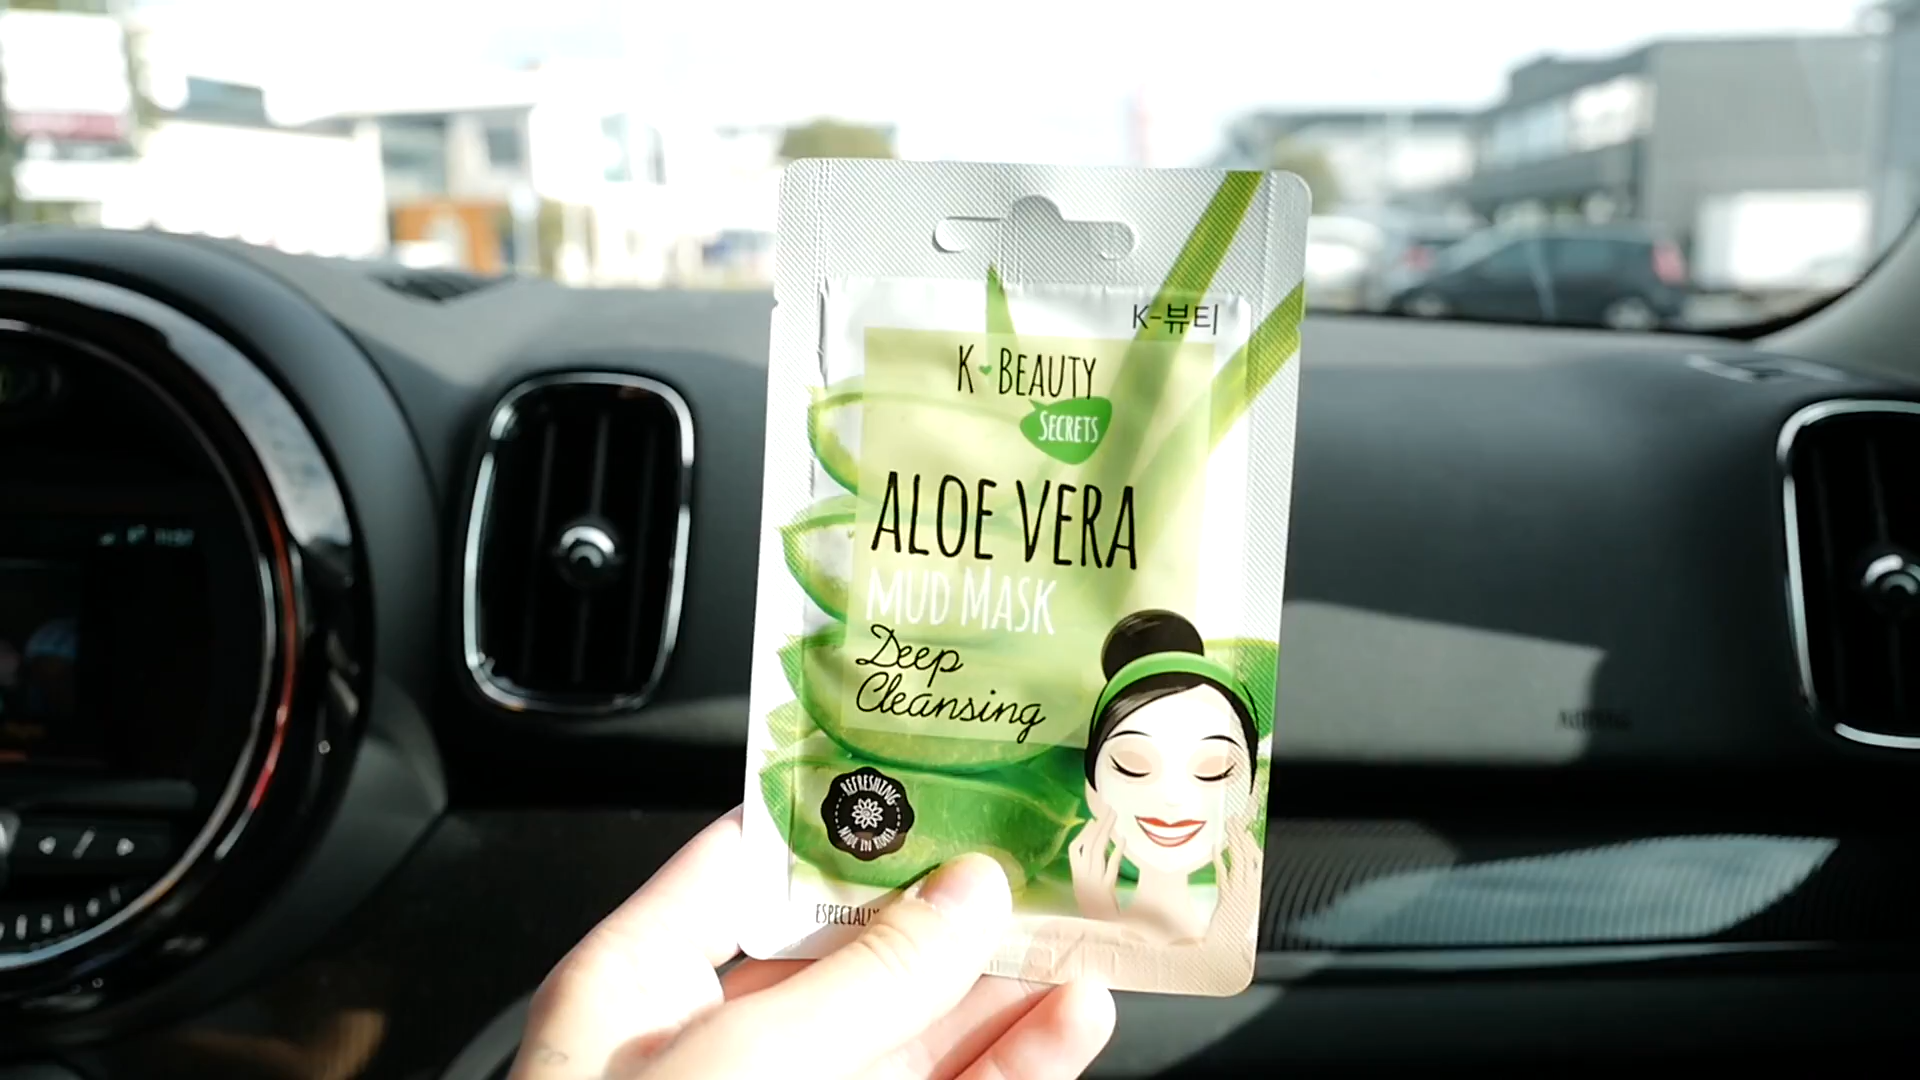 K-뷰티
K BEAUTY
SECRETS
ALOE VERA
MUD MASK
Deep
Cleansing
REFRESHING
MADE IN KOREA